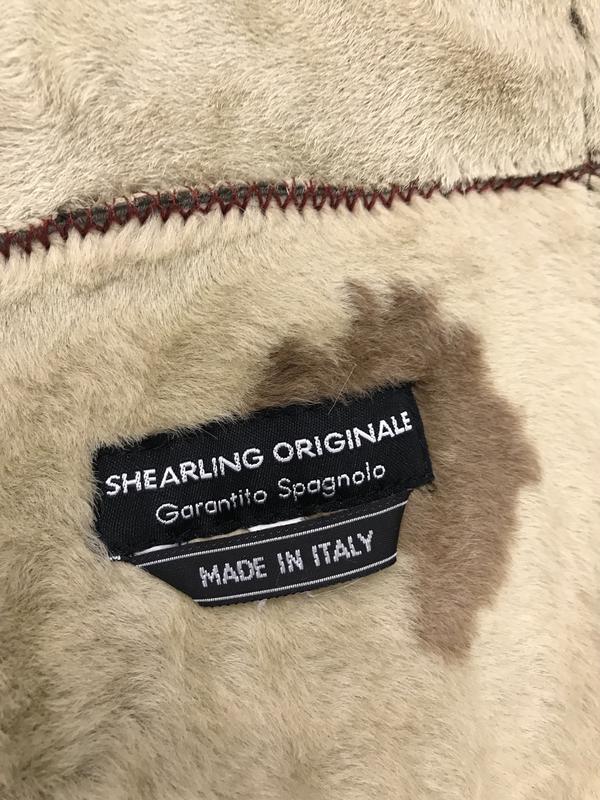 SHEARLING ORIGINALE
Garantito Spagnolo
MADE IN ITALY